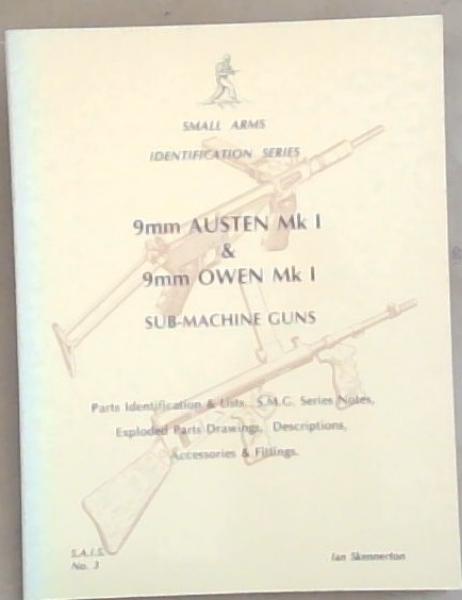 SMALL ARMS
IDENTIFICATION SERIES
9mm AUSTEN Mk I
&
9mm OWEN Mk I
SUB-MACHINE GUNS
Parts Identification & Lists. S.M.G. Series Notes,
Exploded Parts Drawings, Descriptions,
Accessories & Fittings.
S.A.I.S.
No. 3
Ian Skennerton